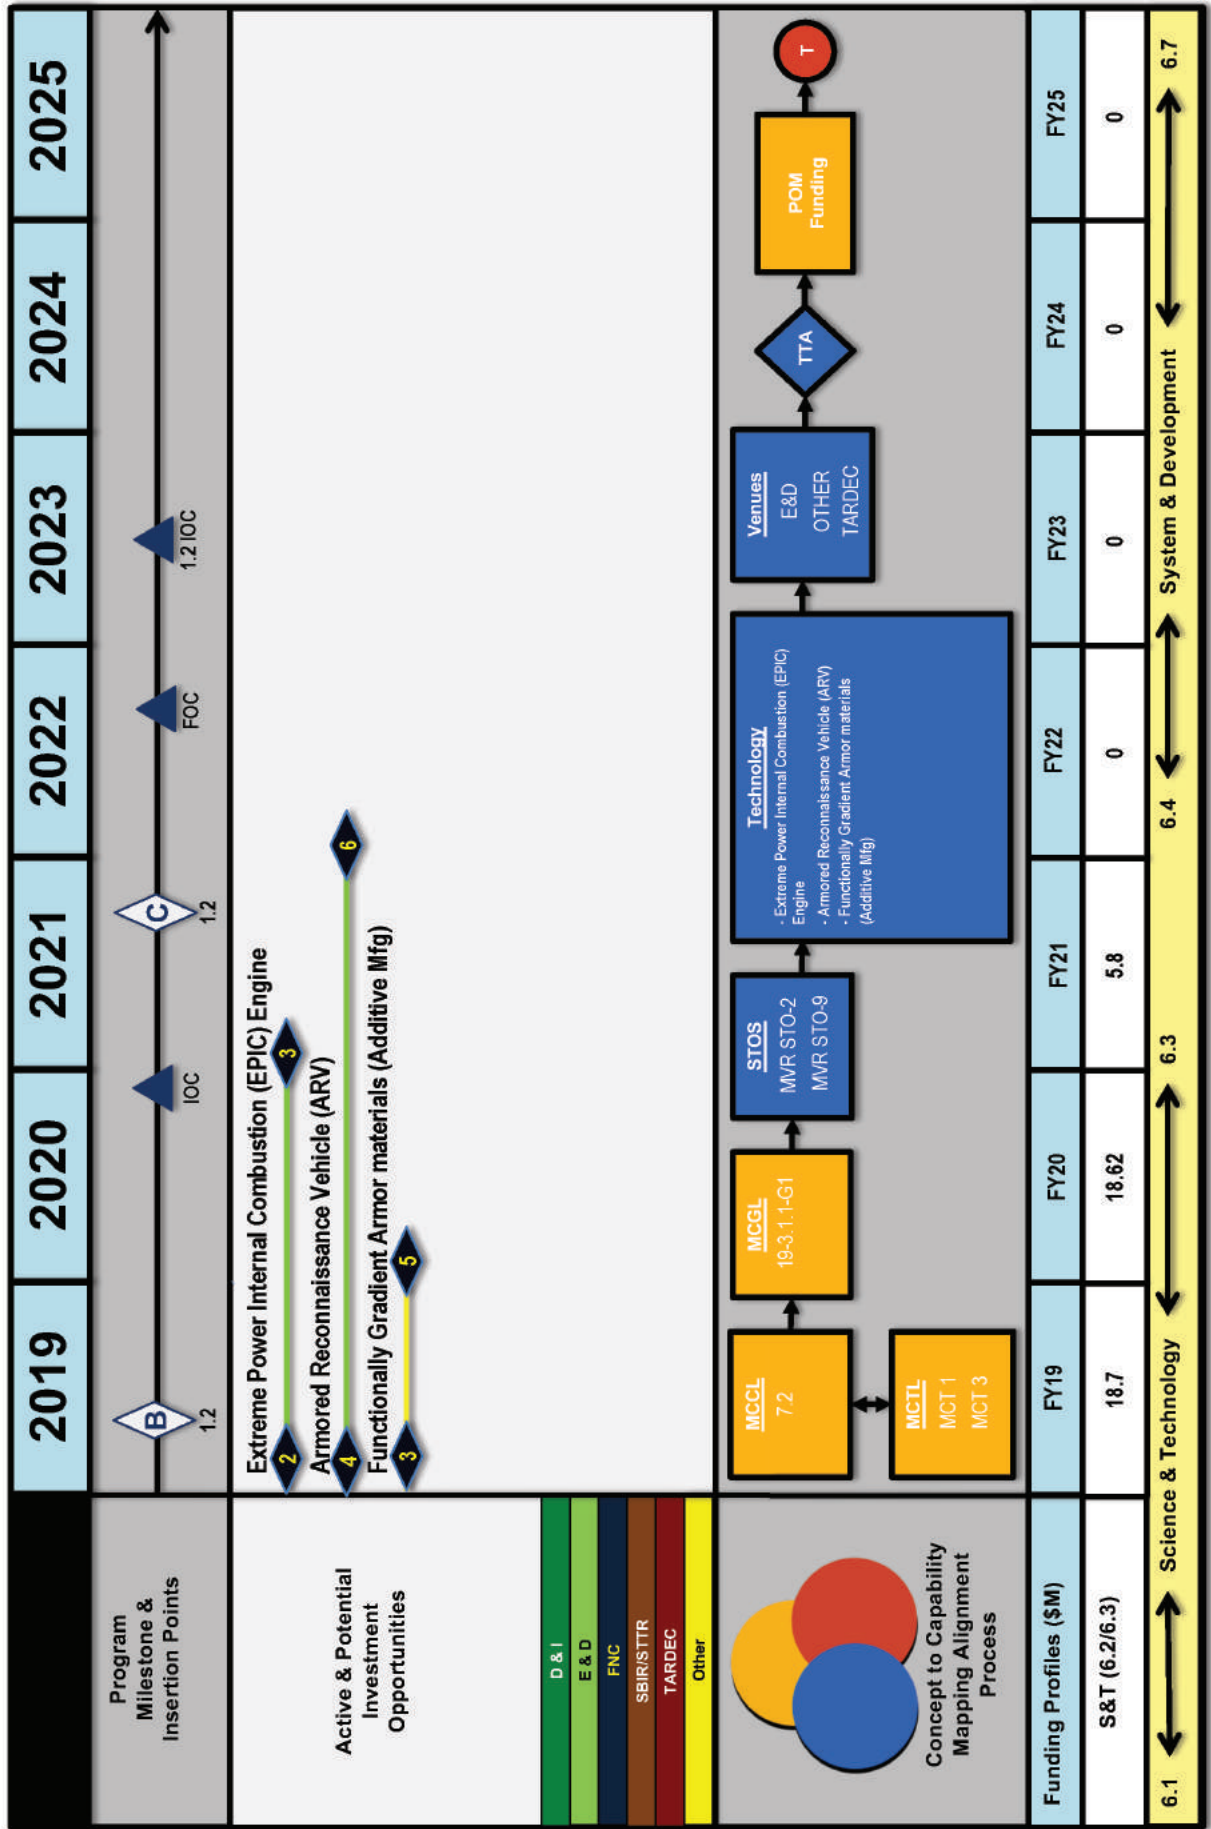 2019
2020
2021
2022
2023
2024
2025
Program
Milestone &
Insertion Points
B
1.2
IOC
C
1.2
FOC
1.2 IOC
Active & Potential
Investment
Opportunities
Extreme Power Internal Combustion (EPIC) Engine
2
3
Armored Reconnaissance Vehicle (ARV)
4
6
Functionally Gradient Armor materials (Additive Mfg)
3
5
D & I
E & D
FNC
SBIR/STTR
TARDEC
Other
Concept to Capability
Mapping Alignment
Process
MCCL
7.2
MCTL
MCT 1
MCT 3
MCGL
19-3.1.1-G1
STOS
MVR STO-2
MVR STO-9
Technology
- Extreme Power Internal Combustion (EPIC)
Engine
- Armored Reconnaissance Vehicle (ARV)
- Functionally Gradient Armor materials
(Additive Mfg)
Venues
E&D
OTHER
TARDEC
TTA
POM
Funding
T
Funding Profiles ($M)
FY19
FY20
FY21
FY22
FY23
FY24
FY25
S&T (6.2/6.3)
18.7
18.62
5.8
0
0
0
0
6.1
Science & Technology
6.3
6.4
System & Development
6.7